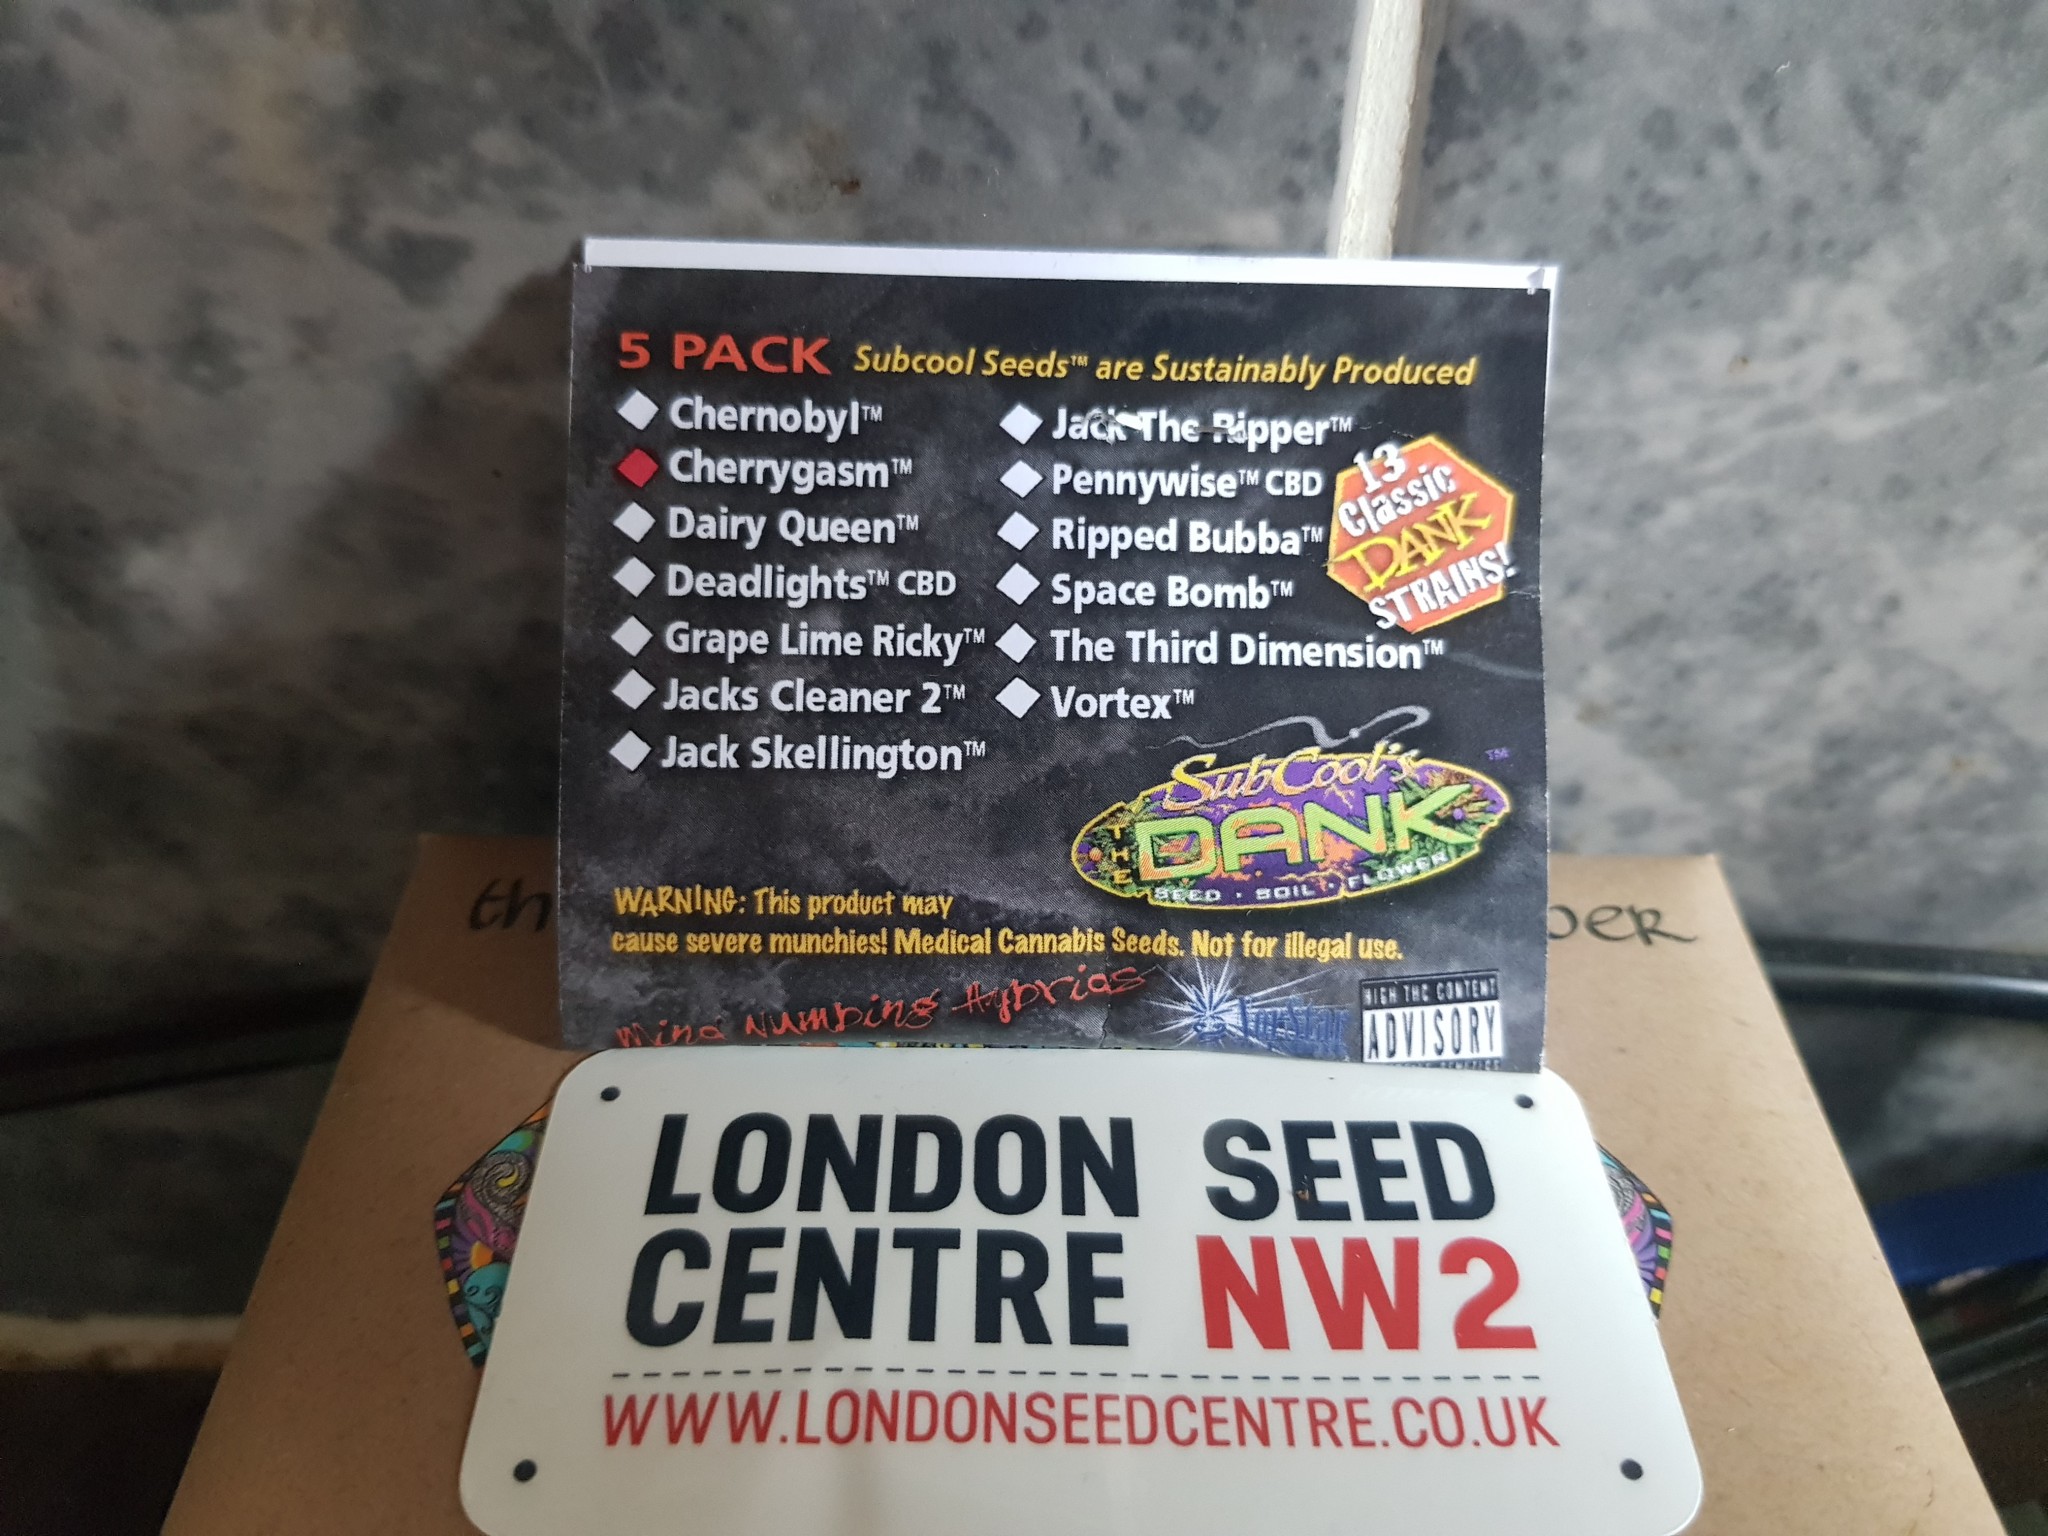 5 PACK Subcool Seeds™ are Sustainably Produced
Chernobyl™
Cherrygasm™
Dairy Queen™
Deadlights™ CBD
Grape Lime Ricky™
Jacks Cleaner 2™
Jack Skellington™
Jack The Ripper™
Pennywise™ CBD
Ripped Bubba™
Space Bomb™
The Third Dimension™
Vortex™
13
Classic
DANK
STRAINS!
SubCool's ™
THE
DANK
SEED · SOIL · FLOWER
WARNING: This product may
cause severe munchies! Medical Cannabis Seeds. Not for illegal use.
Mind Numbing Hybrids
HIGH THC CONTENT
ADVISORY
LONDON SEED
CENTRE NW2
WWW.LONDONSEEDCENTRE.CO.UK